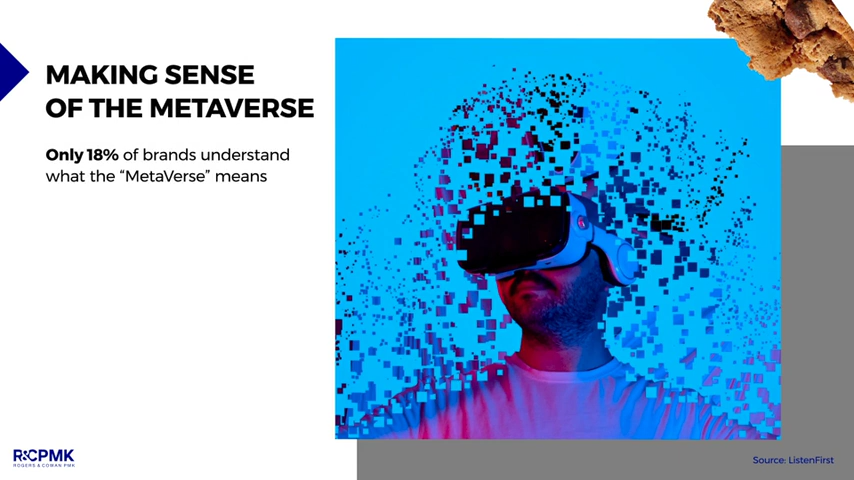 MAKING SENSE
OF THE METAVERSE
Only 18% of brands understand
what the “MetaVerse” means
R&CPMK
ROGERS & COWAN PMK
Source: ListenFirst